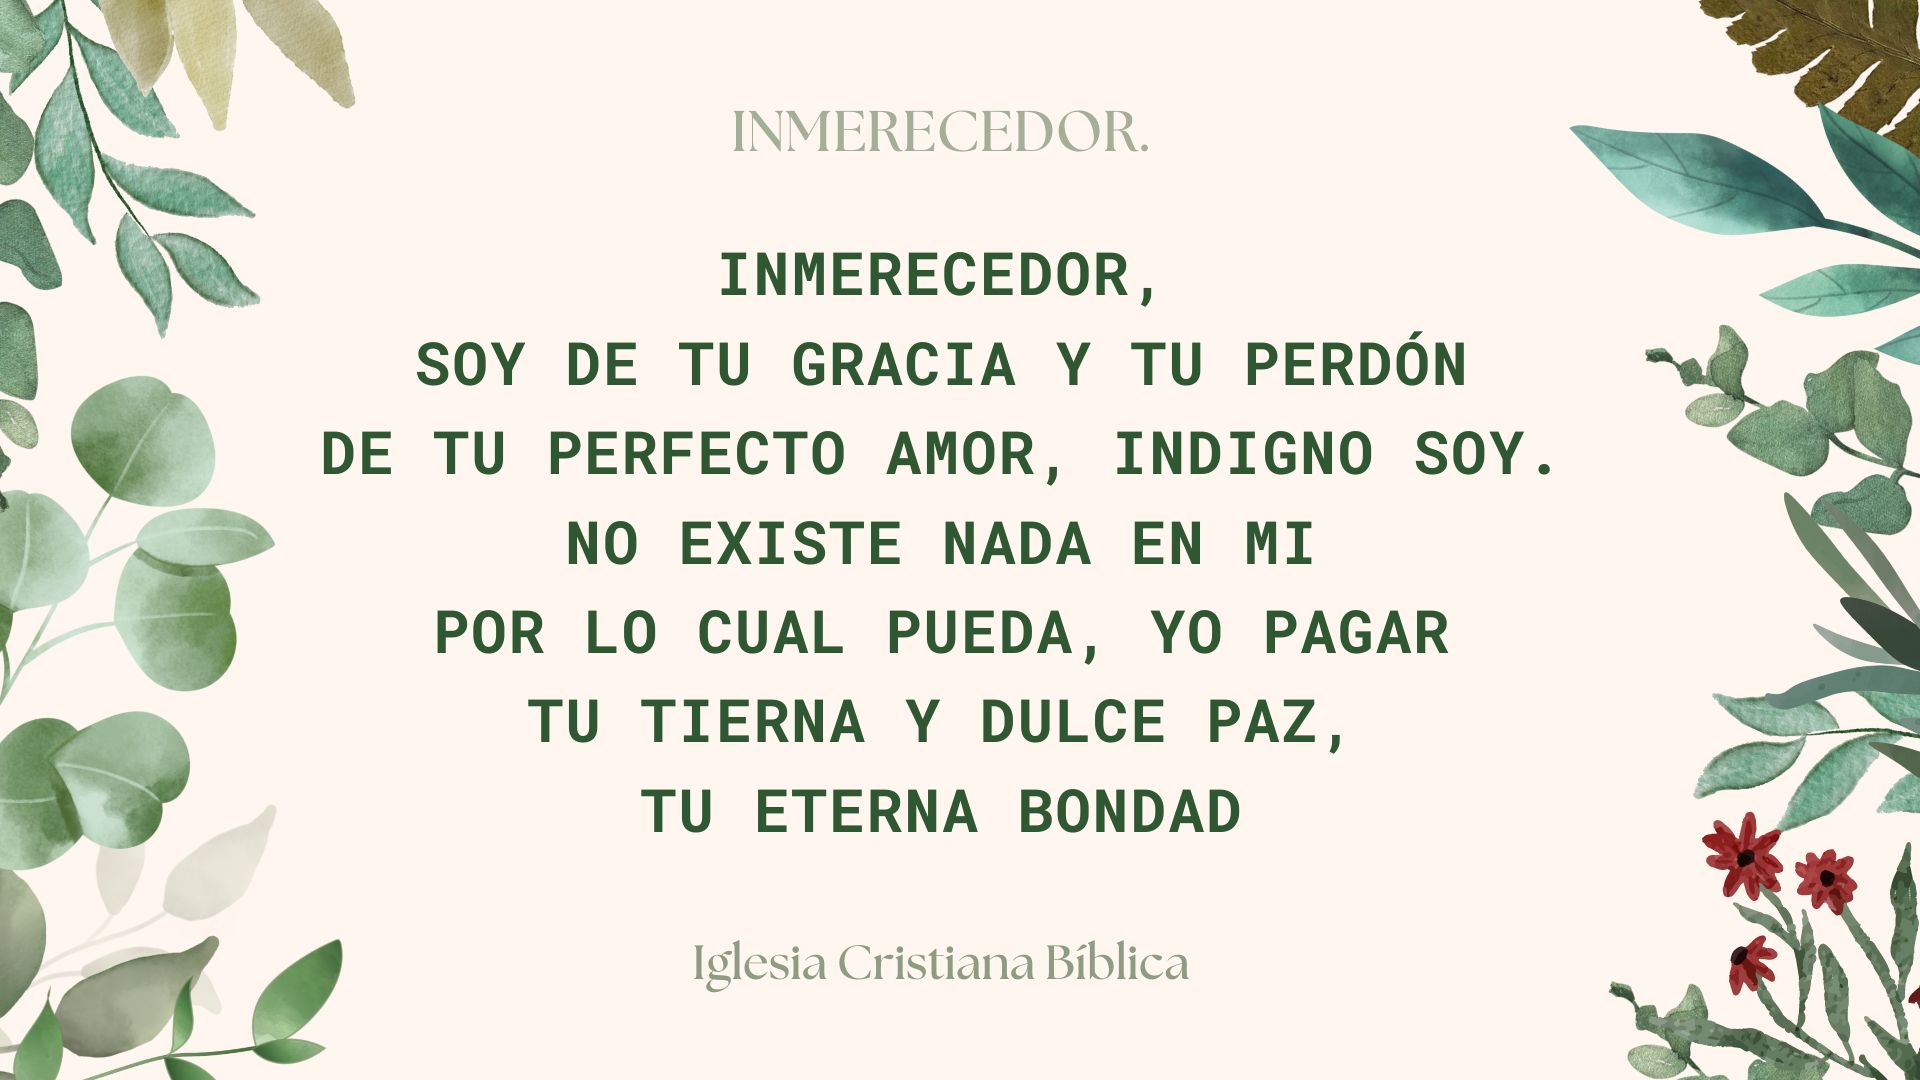 INMERECEDOR.
INMERECEDOR,
SOY DE TU GRACIA Y TU PERDÓN
DE TU PERFECTO AMOR, INDIGNO SOY.
NO EXISTE NADA EN MI
POR LO CUAL PUEDA, YO PAGAR
TU TIERNA Y DULCE PAZ,
TU ETERNA BONDAD
Iglesia Cristiana Bíblica